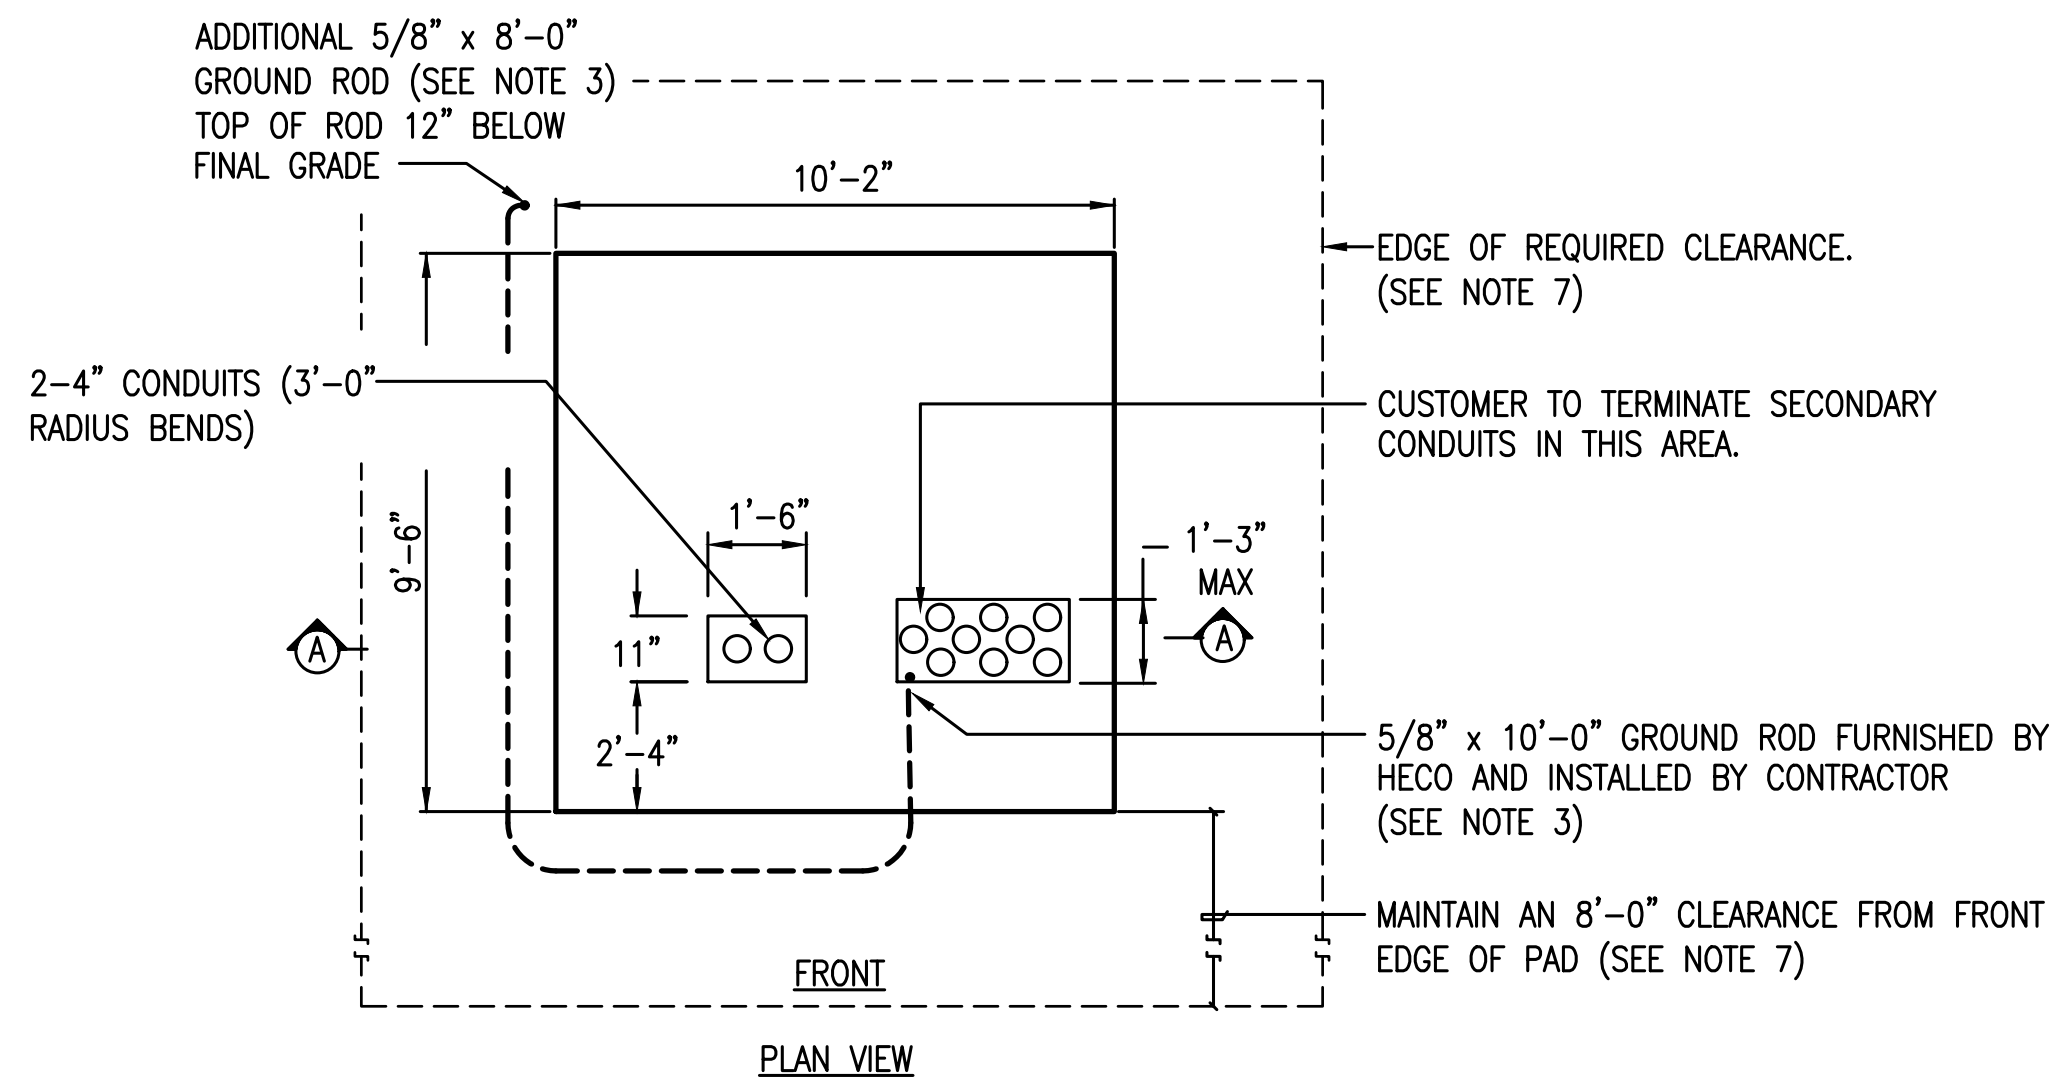 ADDITIONAL 5/8" x 8'-0"
GROUND ROD (SEE NOTE 3)
TOP OF ROD 12" BELOW
FINAL GRADE
10'-2"
EDGE OF REQUIRED CLEARANCE.
(SEE NOTE 7)
2-4" CONDUITS (3'-0"
RADIUS BENDS)
CUSTOMER TO TERMINATE SECONDARY
CONDUITS IN THIS AREA.
9'-6"
1'-6"
1'-3"
MAX
A
11"
A
2'-4"
5/8" x 10'-0" GROUND ROD FURNISHED BY
HECO AND INSTALLED BY CONTRACTOR
(SEE NOTE 3)
MAINTAIN AN 8'-0" CLEARANCE FROM FRONT
EDGE OF PAD (SEE NOTE 7)
FRONT
PLAN VIEW